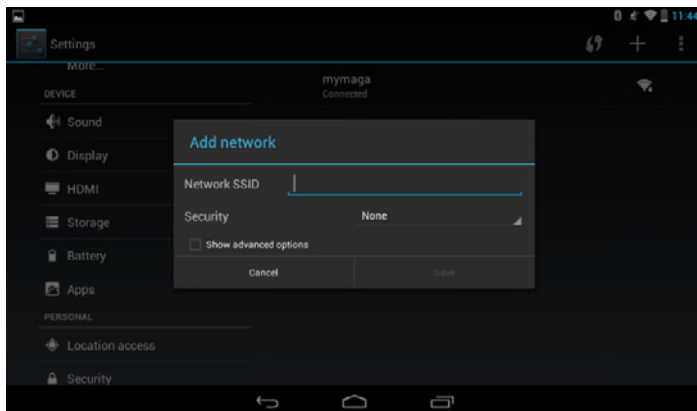 11:44
Settings
More...
mymaga
Connected
DEVICE
Sound
Display
HDMI
Storage
Battery
Apps
PERSONAL
Location access
Security
Add network
Network SSID
Security
None
Show advanced options
Cancel
Save